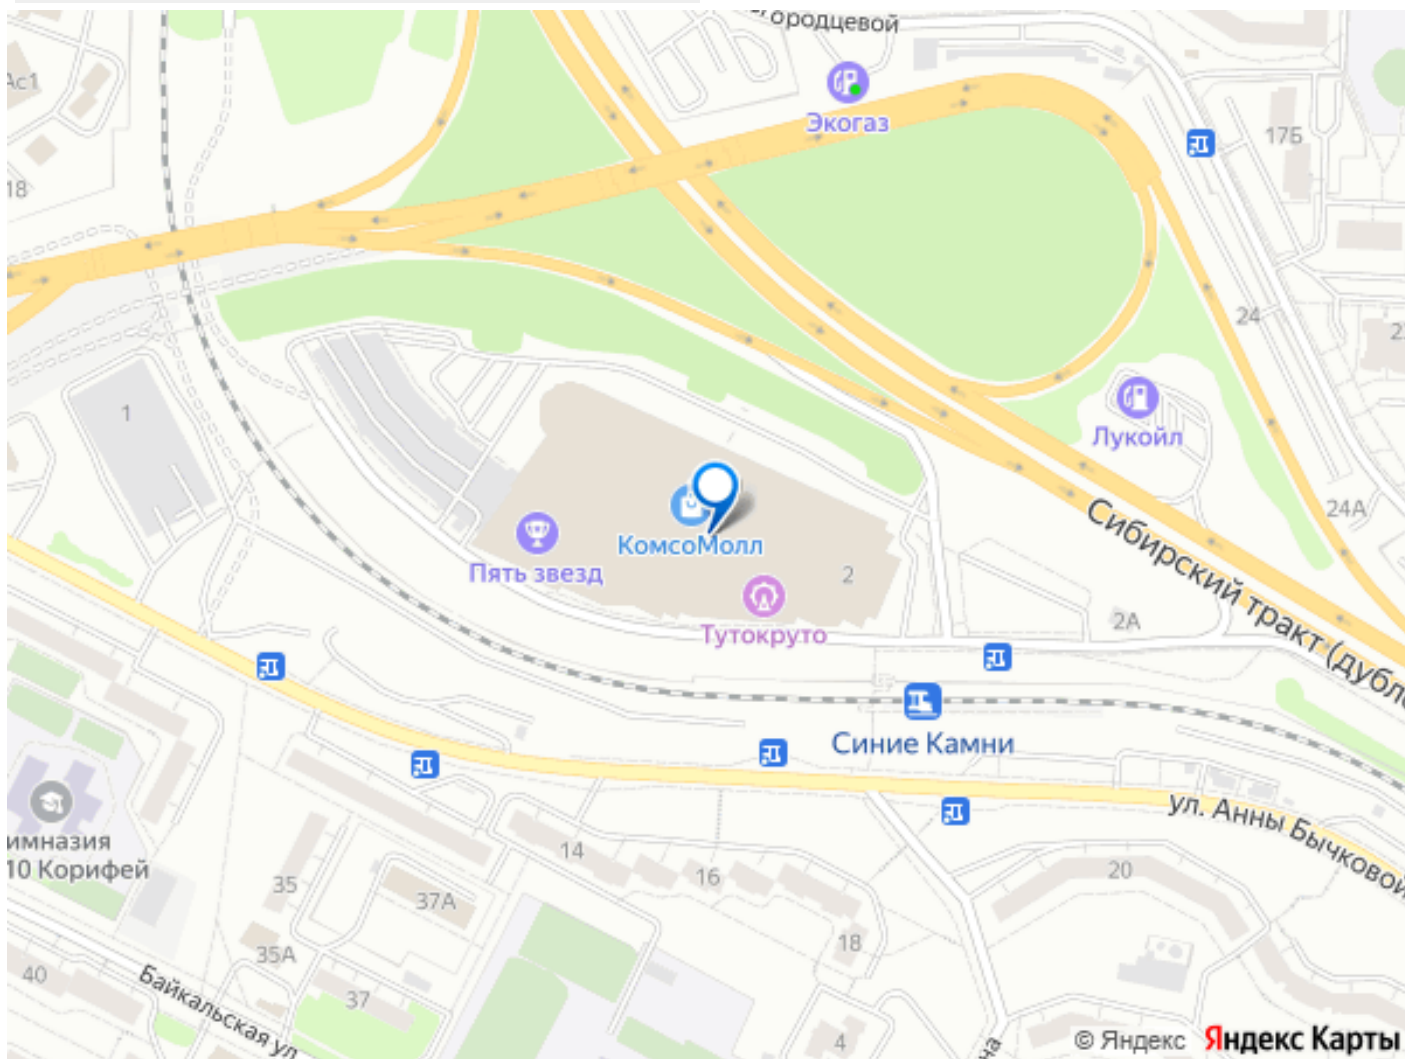 Городцевой
Ас1
Экогаз
17Б
18
24
1
Лукойл
24А
КомсоМолл
Пять звезд
2
Сибирский тракт (дубл
Тутокруто
2А
Синие Камни
ул. Анны Бычковой
имназия
10 Корифей
14
16
20
35
37А
18
35А
40
37
Байкальская ул
4
на
© Яндекс
Яндекс Карты